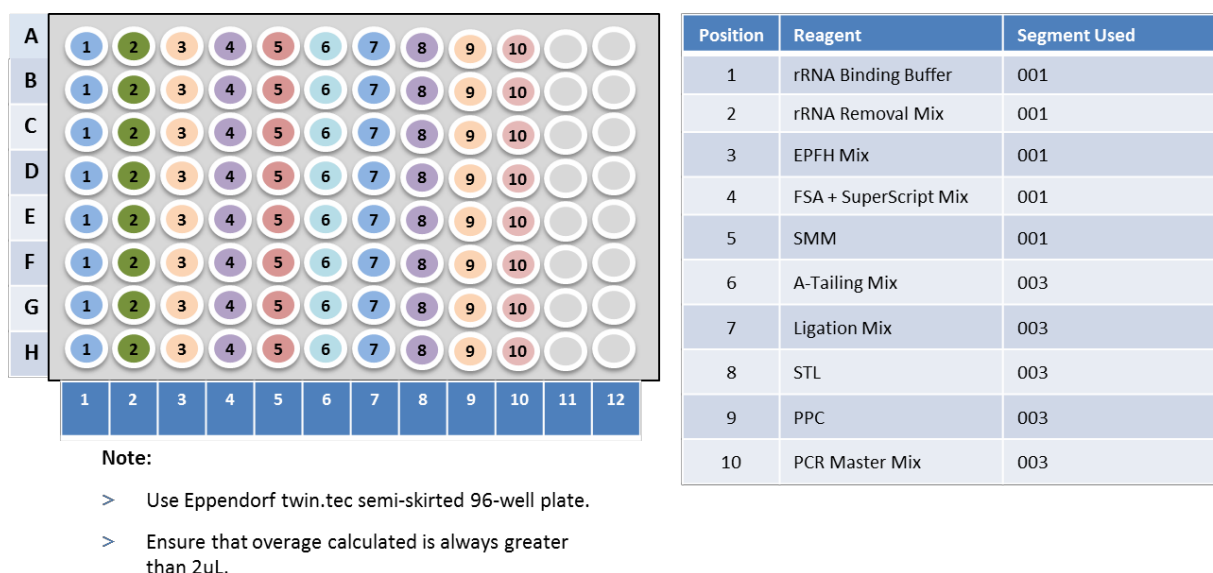 A 1 2 3 4 5 6 7 8 9 10
B 1 2 3 4 5 6 7 8 9 10
C 1 2 3 4 5 6 7 8 9 10
D 1 2 3 4 5 6 7 8 9 10
E 1 2 3 4 5 6 7 8 9 10
F 1 2 3 4 5 6 7 8 9 10
G 1 2 3 4 5 6 7 8 9 10
H 1 2 3 4 5 6 7 8 9 10
1 2 3 4 5 6 7 8 9 10 11 12
Note:
> Use Eppendorf twin.tec semi-skirted 96-well plate.
> Ensure that overage calculated is always greater
than 2uL.
Position Reagent Segment Used
1 rRNA Binding Buffer 001
2 rRNA Removal Mix 001
3 EPFH Mix 001
4 FSA + SuperScript Mix 001
5 SMM 001
6 A-Tailing Mix 003
7 Ligation Mix 003
8 STL 003
9 PPC 003
10 PCR Master Mix 003